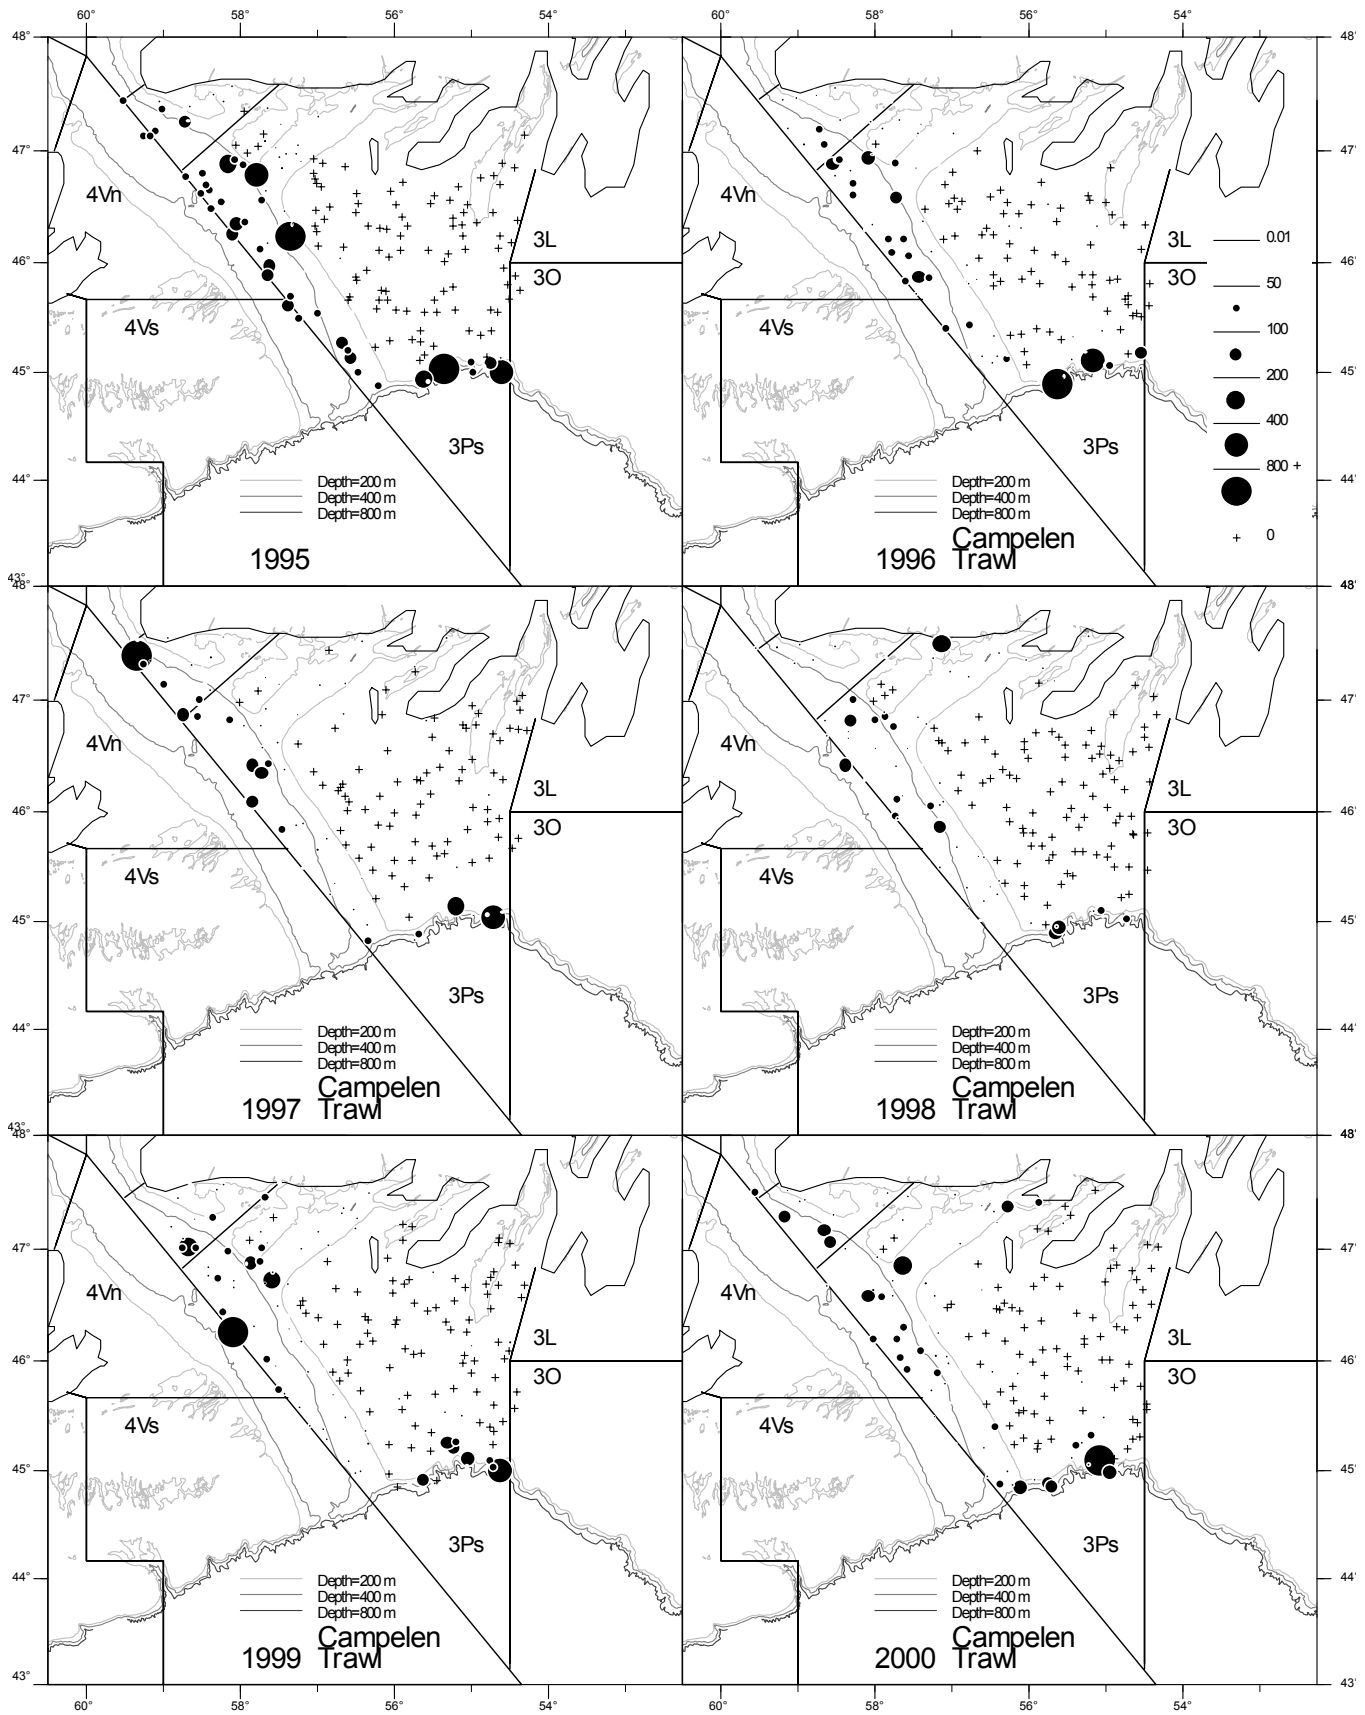 60° 58° 56° 54° 60° 58° 56° 54°
48° 48°
47° 47°
4Vn 4Vn
3L 3L 0.01
46° 46°
3O 3O 50
4Vs 4Vs 100
200
45° 45°
400
3Ps 3Ps
800 +
44° Depth=200 m Depth=200 m 44°
Depth=400 m Depth=400 m
Depth=800 m Depth=800 m
0
1995 1996 Campelen
Trawl
43°
48° 48°
47° 47°
4Vn 4Vn
3L 3L
46° 46°
3O 3O
4Vs 4Vs
45° 45°
3Ps 3Ps
44° Depth=200 m Depth=200 m 44°
Depth=400 m Depth=400 m
Depth=800 m Depth=800 m
Campelen Campelen
1997 Trawl 1998 Trawl
43°
48° 48°
47° 47°
4Vn 4Vn
3L 3L
46° 46°
3O 3O
4Vs 4Vs
45° 45°
3Ps 3Ps
44° Depth=200 m Depth=200 m 44°
Depth=400 m Depth=400 m
Depth=800 m Depth=800 m
Campelen Campelen
1999 Trawl 2000 Trawl
43° 43°
60° 58° 56° 54° 60° 58° 56° 54°